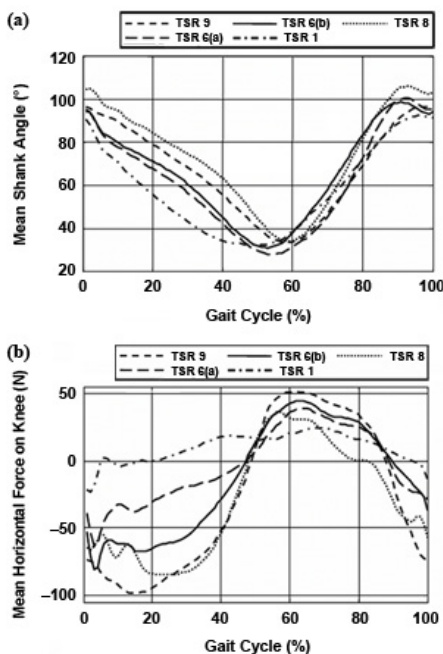 (a)
TSR 9 TSR 6(b) TSR 8
TSR 6(a) TSR 1
Mean Shank Angle (°)
120
100
80
60
40
20
0 20 40 60 80 100
Gait Cycle (%)
(b)
TSR 9 TSR 6(b) TSR 8
TSR 6(a) TSR 1
Mean Horizontal Force on Knee (N)
50
0
−50
−100
0 20 40 60 80 100
Gait Cycle (%)